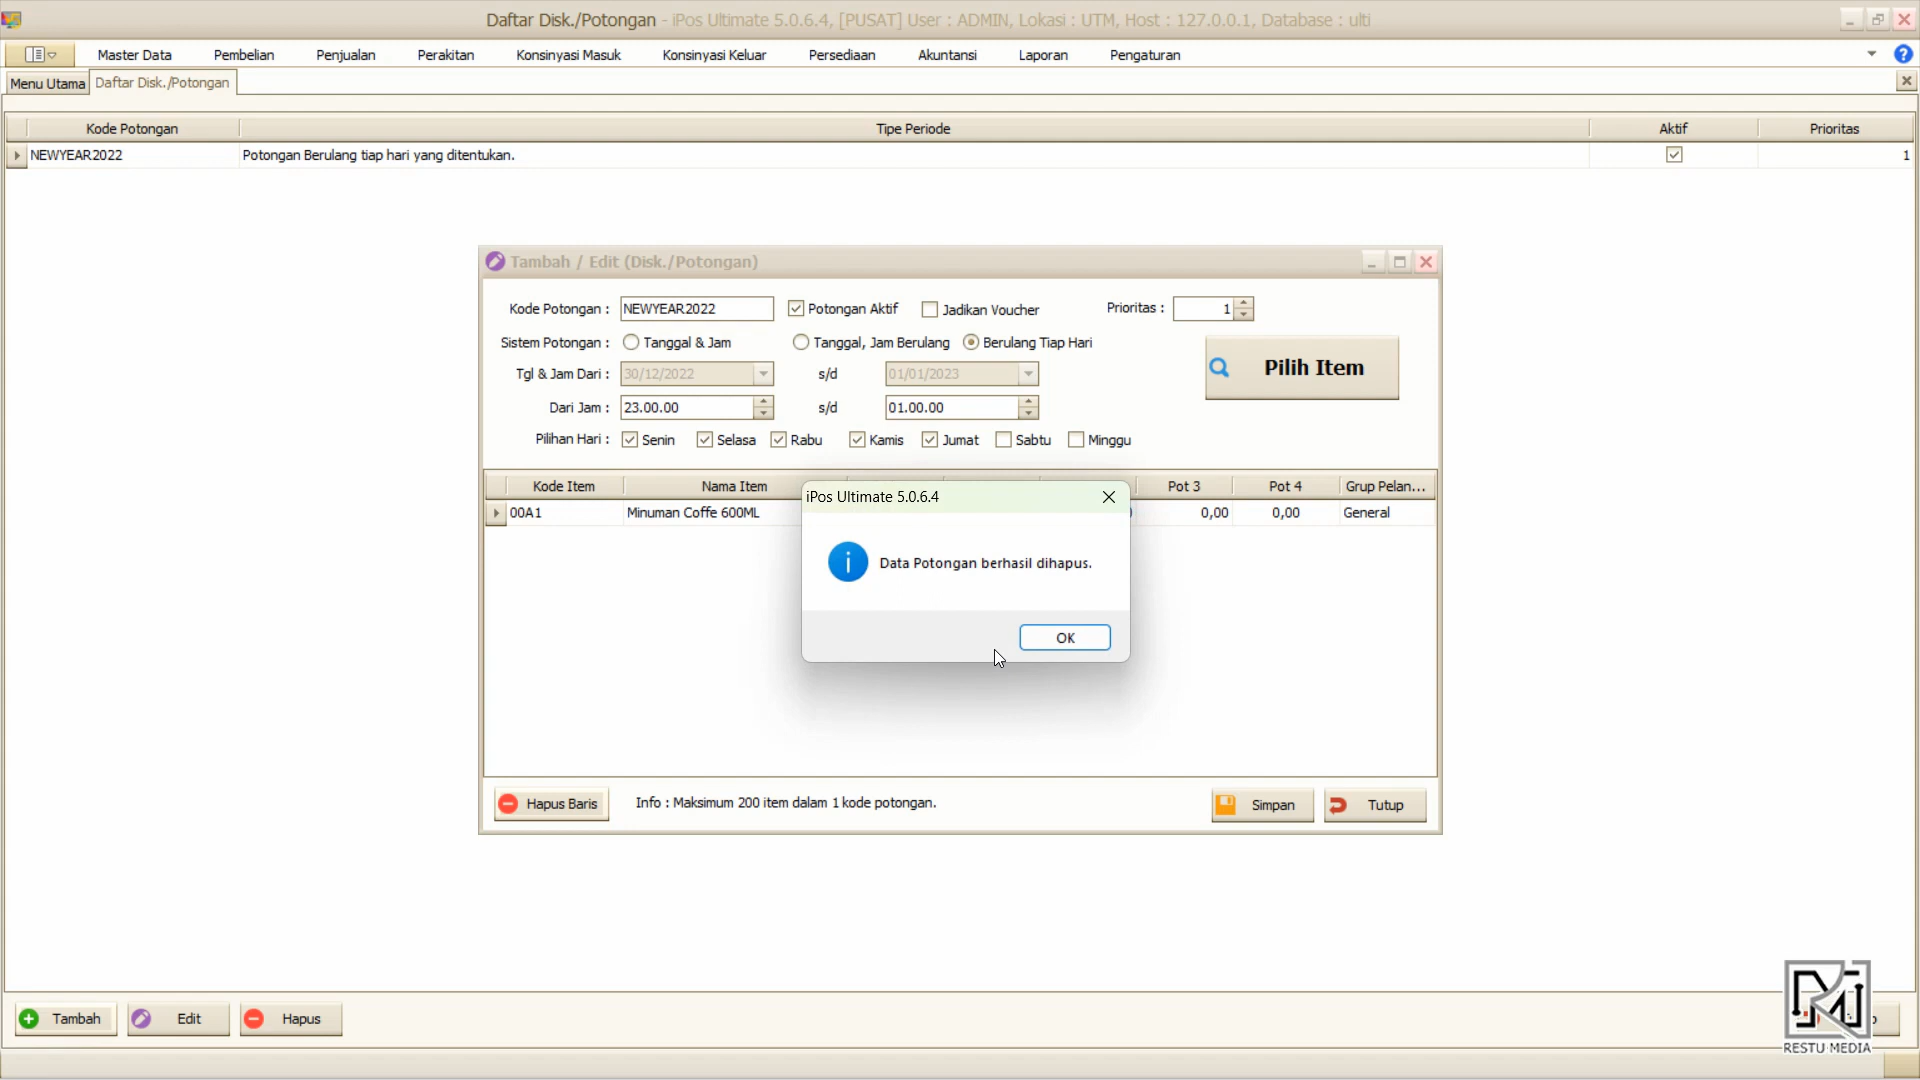 Daftar Disk./Potongan - iPos Ultimate 5.0.6.4, [PUSAT] User : ADMIN, Lokasi : UTM, Host : 127.0.0.1, Database : ulti
Master Data Pembelian Penjualan Perakitan Konsinyasi Masuk Konsinyasi Keluar Persediaan Akuntansi Laporan Pengaturan
Menu Utama Daftar Disk./Potongan
Kode Potongan Tipe Periode Aktif Prioritas
NEWYEAR2022 Potongan Berulang tiap hari yang ditentukan. 1
Tambah / Edit (Disk./Potongan)
Kode Potongan : NEWYEAR2022 Potongan Aktif Jadikan Voucher Prioritas : 1
Sistem Potongan : Tanggal & Jam Tanggal, Jam Berulang Berulang Tiap Hari
Pilih Item
Tgl & Jam Dari : 30/12/2022 s/d 01/01/2023
Dari Jam : 23.00.00 s/d 01.00.00
Pilihan Hari : Senin Selasa Rabu Kamis Jumat Sabtu Minggu
Kode Item Nama Item Pot 3 Pot 4 Grup Pelan...
00A1 Minuman Coffe 600ML 0,00 0,00 General
iPos Ultimate 5.0.6.4
Data Potongan berhasil dihapus.
OK
Hapus Baris Info : Maksimum 200 item dalam 1 kode potongan. Simpan Tutup
Tambah Edit Hapus
RESTU MEDIA